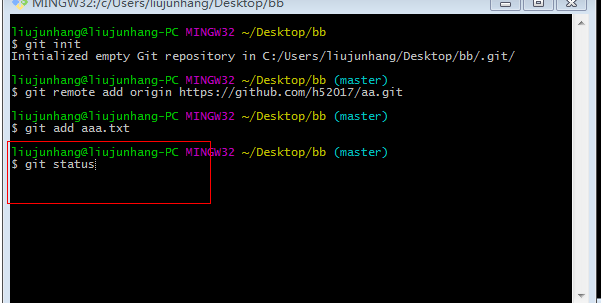 MINGW32:/c/Users/liujunhang/Desktop/bb
liujunhang@liujunhang-PC MINGW32 ~/Desktop/bb
$ git init
Initialized empty Git repository in C:/Users/liujunhang/Desktop/bb/.git/
liujunhang@liujunhang-PC MINGW32 ~/Desktop/bb (master)
$ git remote add origin https://github.com/h52017/aa.git
liujunhang@liujunhang-PC MINGW32 ~/Desktop/bb (master)
$ git add aaa.txt
liujunhang@liujunhang-PC MINGW32 ~/Desktop/bb (master)
$ git status